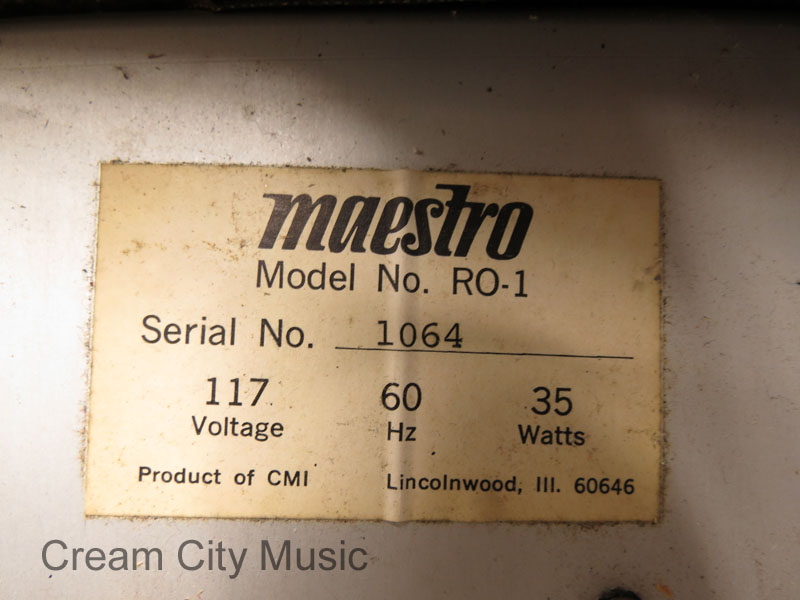 maestro
Model No. RO-1
Serial No. 1064
117 60 35
Voltage Hz Watts
Product of CMI Lincolnwood, Ill. 60646
Cream City Music